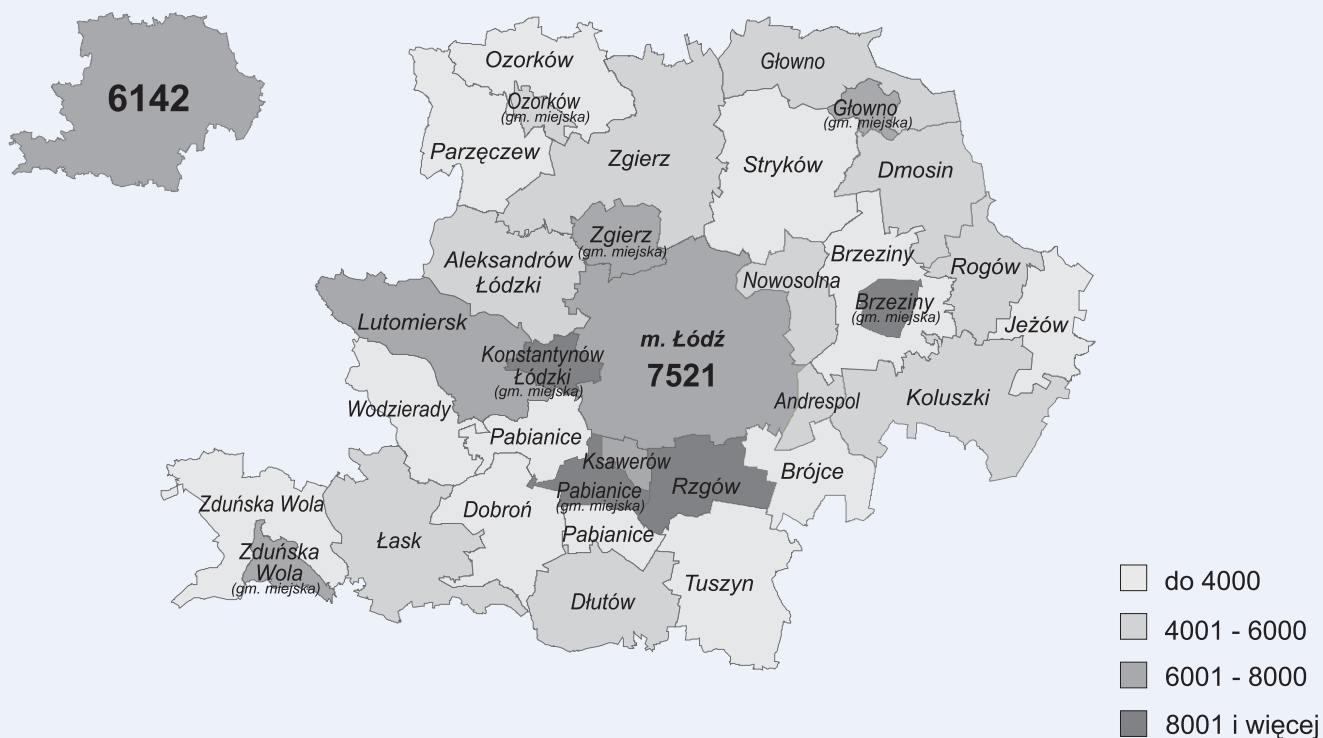 6142
Ozorków
Głowno
Ozorków
(gm. miejska)
Głowno
(gm. miejska)
Parzęczew
Zgierz
Stryków
Dmosin
Zgierz
(gm. miejska)
Aleksandrów
Łódzki
Nowosolna
Brzeziny
Rogów
Brzeziny
(gm. miejska)
Jeżów
Lutomiersk
m. Łódź
7521
Konstantynów
Łódzki
(gm. miejska)
Wodzierady
Andrespol
Koluszki
Pabianice
Ksawerów
Pabianice
(gm. miejska)
Rzgów
Brójce
Zduńska Wola
Dobroń
Łask
Pabianice
Zduńska
Wola
(gm. miejska)
Dłutów
Tuszyn
do 4000
4001 - 6000
6001 - 8000
8001 i więcej